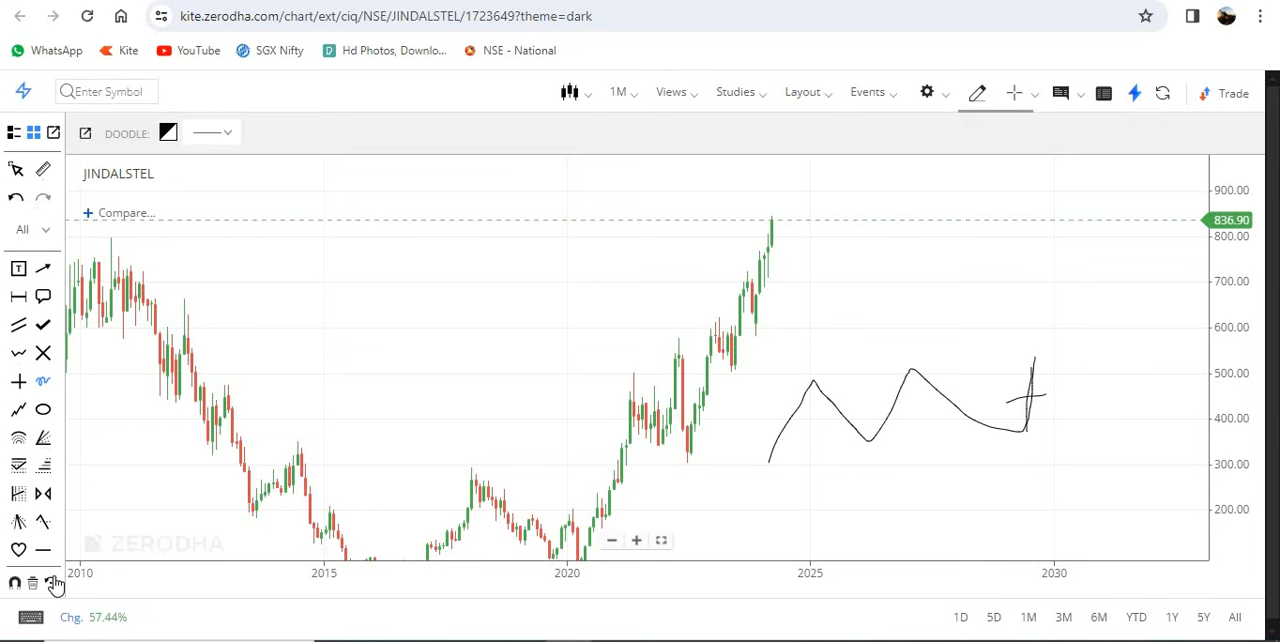 kite.zerodha.com/chart/ext/ciq/NSE/JINDALSTEL/1723649?theme=dark
WhatsApp Kite YouTube SGX Nifty Hd Photos, Downlo... NSE - National
Enter Symbol 1M Views Studies Layout Events Trade
DOODLE:
JINDALSTEL
Compare...
All
T
900.00
836.90
800.00
700.00
600.00
500.00
400.00
300.00
200.00
ZERODHA
2010 2015 2020 2025 2030
Chg. 57.44% 1D 5D 1M 3M 6M YTD 1Y 5Y All